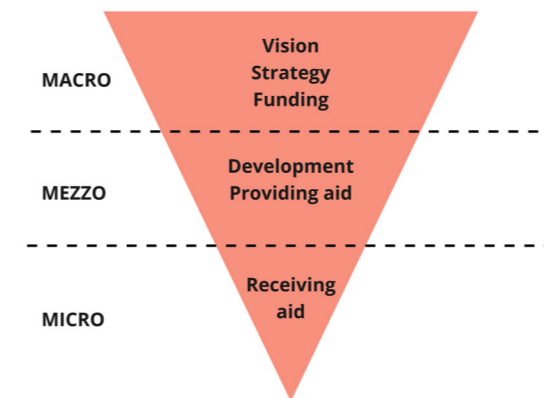 MACRO
Vision
Strategy
Funding
MEZZO
Development
Providing aid
MICRO
Receiving
aid